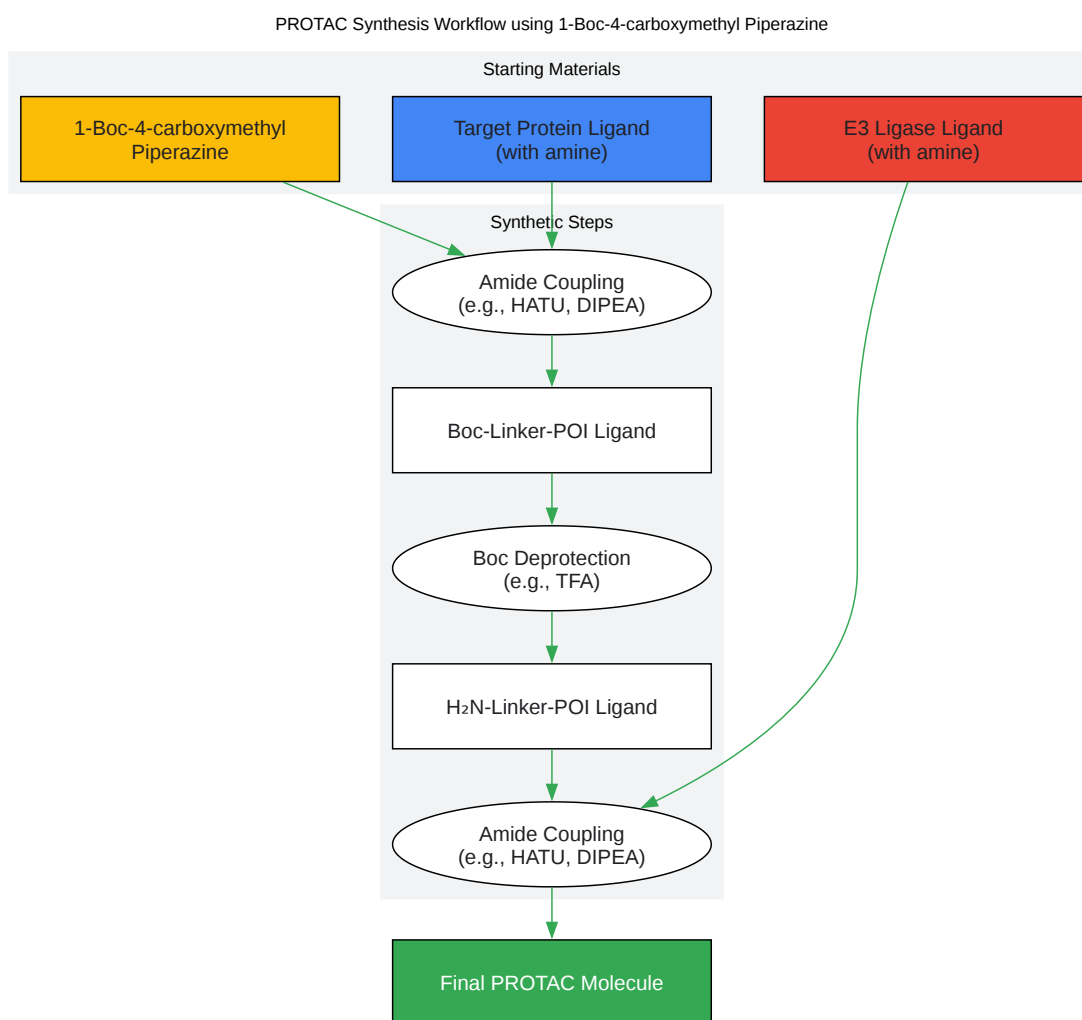 PROTAC Synthesis Workflow using 1-Boc-4-carboxymethyl Piperazine
Starting Materials
1-Boc-4-carboxymethyl
Piperazine
Target Protein Ligand
(with amine)
E3 Ligase Ligand
(with amine)
Synthetic Steps
Amide Coupling
(e.g., HATU, DIPEA)
Boc-Linker-POI Ligand
Boc Deprotection
(e.g., TFA)
H₂N-Linker-POI Ligand
Amide Coupling
(e.g., HATU, DIPEA)
Final PROTAC Molecule